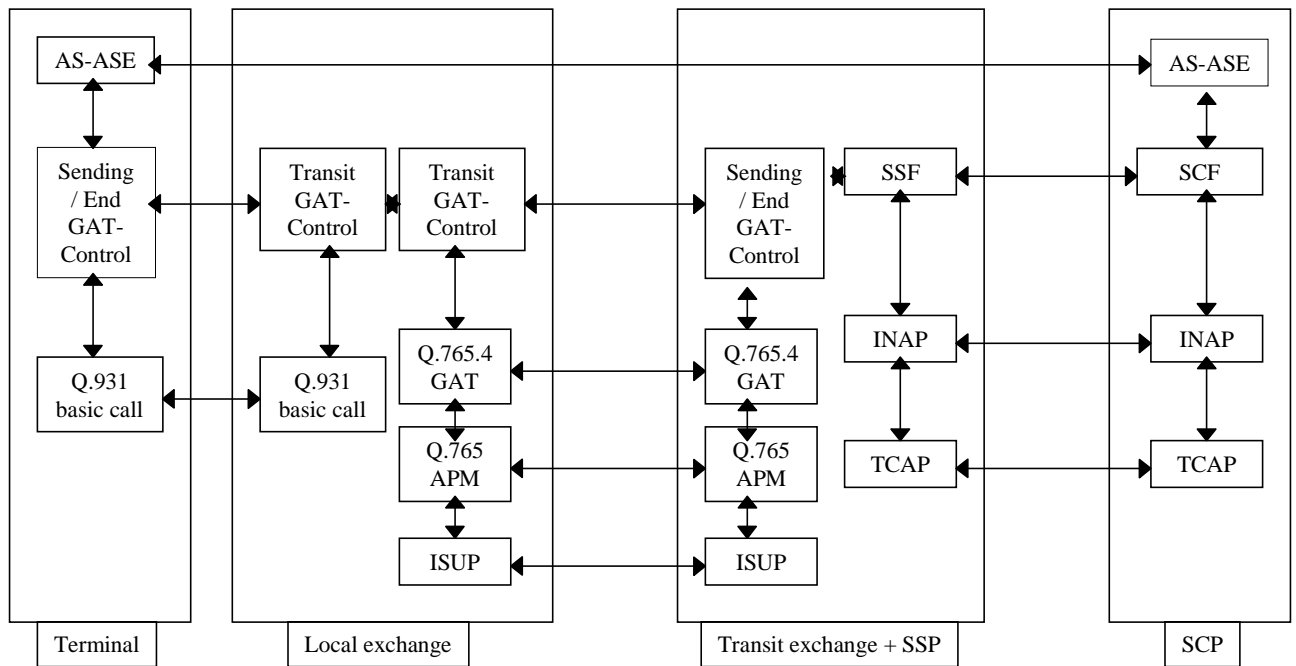 AS-ASE
AS-ASE
Sending
/ End
GAT-
Control
Transit
GAT-
Control
Transit
GAT-
Control
Sending
/ End
GAT-
Control
SSF
SCF
Q.931
basic call
Q.931
basic call
Q.765.4
GAT
Q.765.4
GAT
INAP
INAP
Q.765
APM
Q.765
APM
TCAP
TCAP
ISUP
ISUP
Terminal
Local exchange
Transit exchange + SSP
SCP